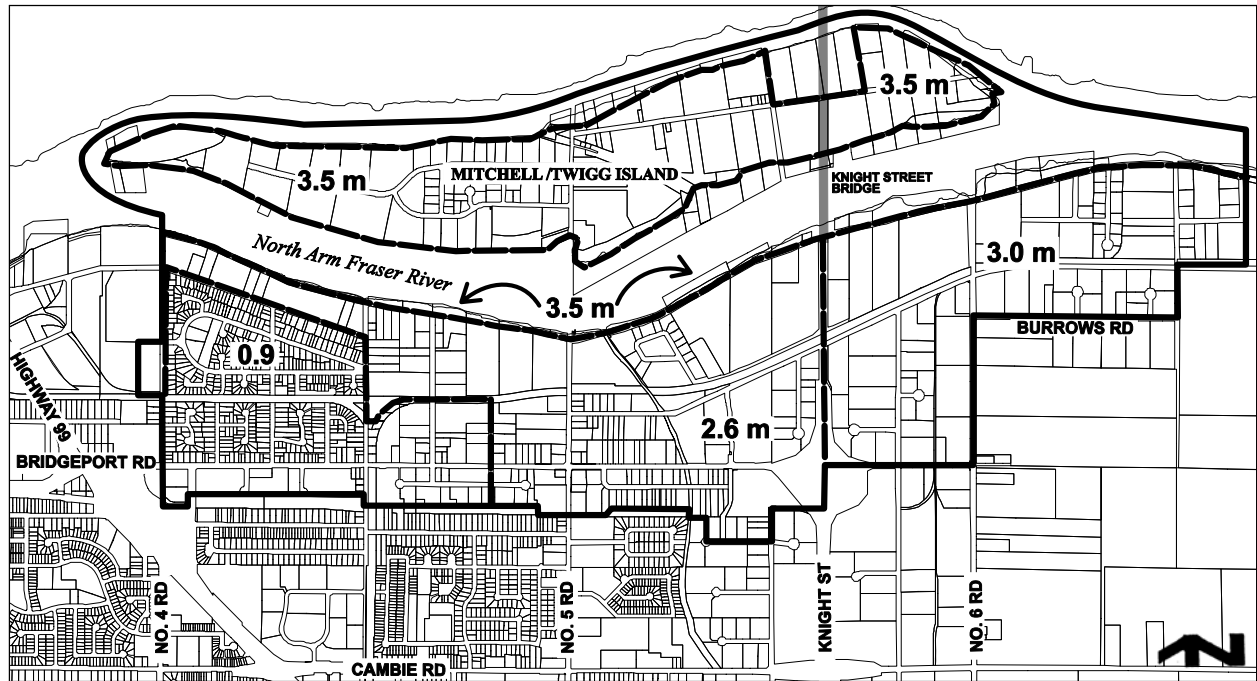 3.5 m
3.5 m
MITCHELL /TWIGG ISLAND
KNIGHT STREET
BRIDGE
North Arm Fraser River
3.0 m
3.5 m
BURROWS RD
0.9
HIGHWAY 99
2.6 m
BRIDGEPORT RD
NO. 4 RD
NO. 5 RD
KNIGHT ST
NO. 6 RD
CAMBIE RD
N